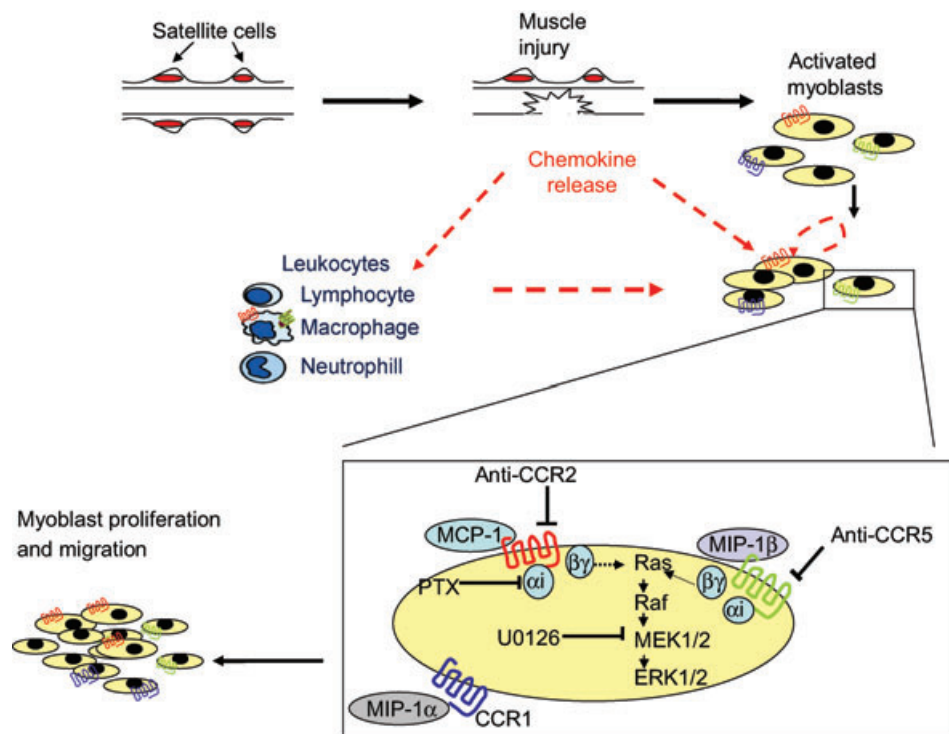 Satellite cells
Muscle
injury
Activated
myoblasts
Chemokine
release
Leukocytes
Lymphocyte
Macrophage
Neutrophill
Anti-CCR2
Myoblast proliferation
and migration
MCP-1
MIP-1β
Anti-CCR5
βγ
Ras
βγ
PTX
αi
αi
Raf
U0126
MEK1/2
ERK1/2
MIP-1α
CCR1